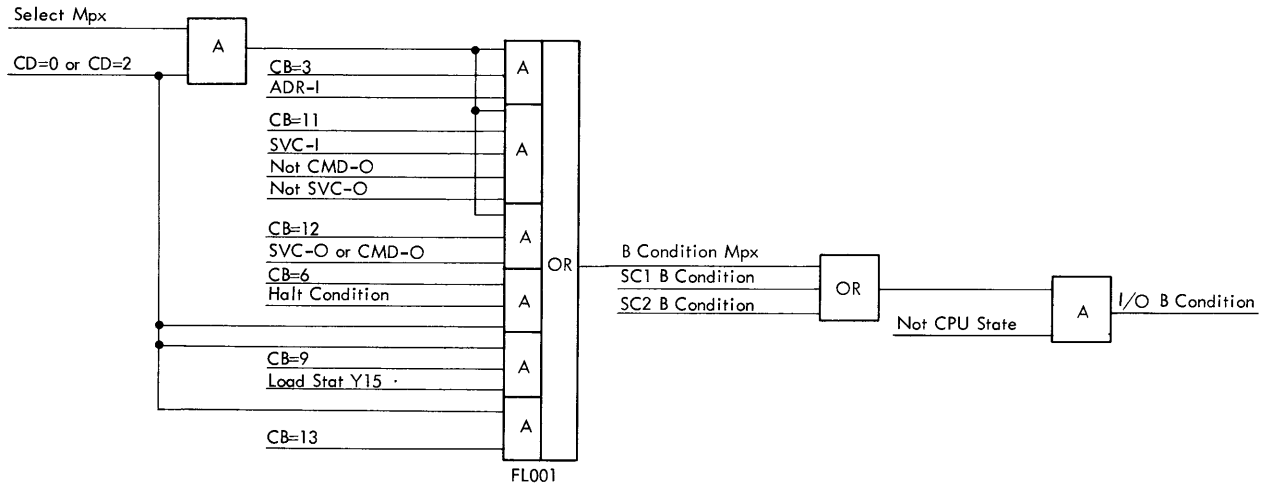 Select Mpx
A
CD=0 or CD=2
CB=3
A
ADR-I
CB=11
SVC-I
A
Not CMD-O
Not SVC-O
CB=12
A
SVC-O or CMD-O
CB=6
Halt Condition
A
CB=9
A
Load Stat Y15
A
CB=13
OR
FL001
B Condition Mpx
SC1 B Condition
OR
SC2 B Condition
Not CPU State
A
I/O B Condition